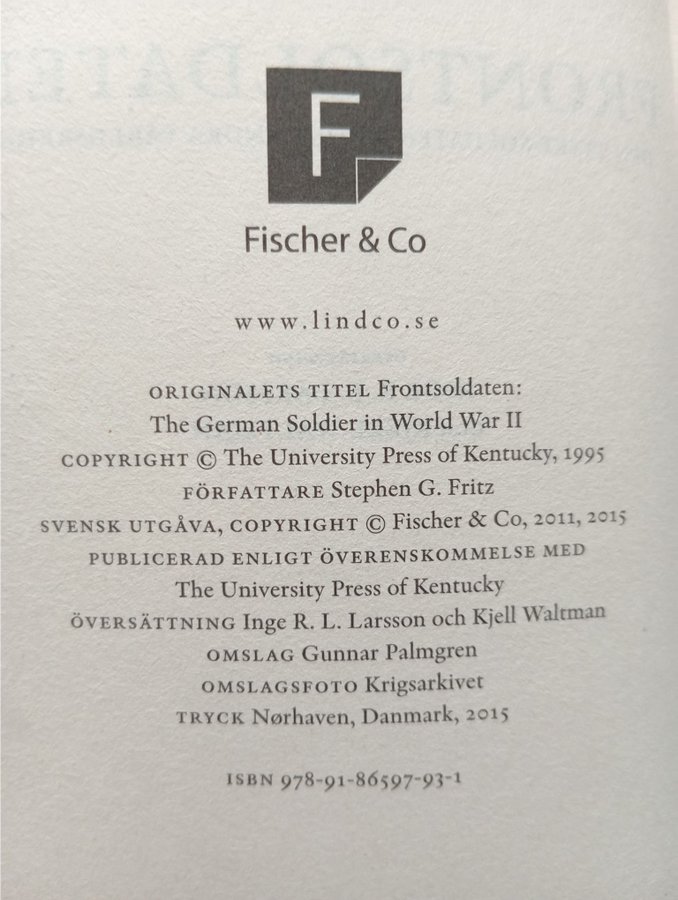 F
Fischer & Co
www.lindco.se
ORIGINALETS TITEL Frontsoldaten:
The German Soldier in World War II
COPYRIGHT © The University Press of Kentucky, 1995
FÖRFATTARE Stephen G. Fritz
SVENSK UTGÅVA, COPYRIGHT © Fischer & Co, 2011, 2015
PUBLICERAD ENLIGT ÖVERENSKOMMELSE MED
The University Press of Kentucky
ÖVERSÄTTNING Inge R. L. Larsson och Kjell Waltman
OMSLAG Gunnar Palmgren
OMSLAGSFOTO Krigsarkivet
TRYCK Nørhaven, Danmark, 2015
ISBN 978-91-86597-93-1